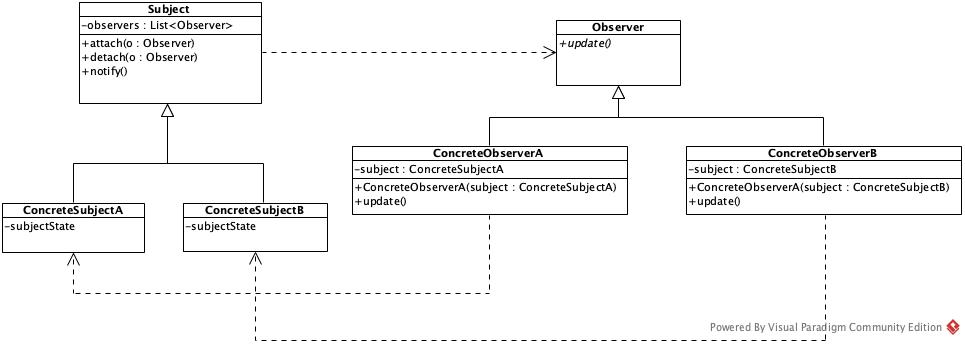 Subject
-observers : List<Observer>
+attach(o : Observer)
+detach(o : Observer)
+notify()
Observer
+update()
ConcreteObserverA
-subject : ConcreteSubjectA
+ConcreteObserverA(subject : ConcreteSubjectA)
+update()
ConcreteObserverB
-subject : ConcreteSubjectB
+ConcreteObserverA(subject : ConcreteSubjectB)
+update()
ConcreteSubjectA
-subjectState
ConcreteSubjectB
-subjectState
Powered By Visual Paradigm Community Edition